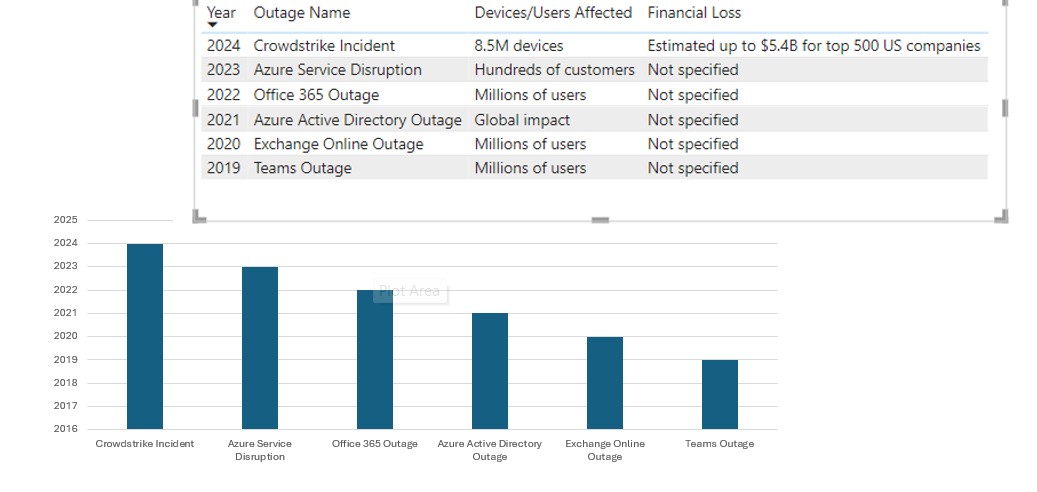 Year Outage Name Devices/Users Affected Financial Loss
2024 Crowdstrike Incident 8.5M devices Estimated up to $5.4B for top 500 US companies
2023 Azure Service Disruption Hundreds of customers Not specified
2022 Office 365 Outage Millions of users Not specified
2021 Azure Active Directory Outage Global impact Not specified
2020 Exchange Online Outage Millions of users Not specified
2019 Teams Outage Millions of users Not specified
2025
2024
2023
2022
Plot Area
2021
2020
2019
2018
2017
2016
Crowdstrike Incident Azure Service Office 365 Outage Azure Active Directory Exchange Online Teams Outage
Disruption Outage Outage